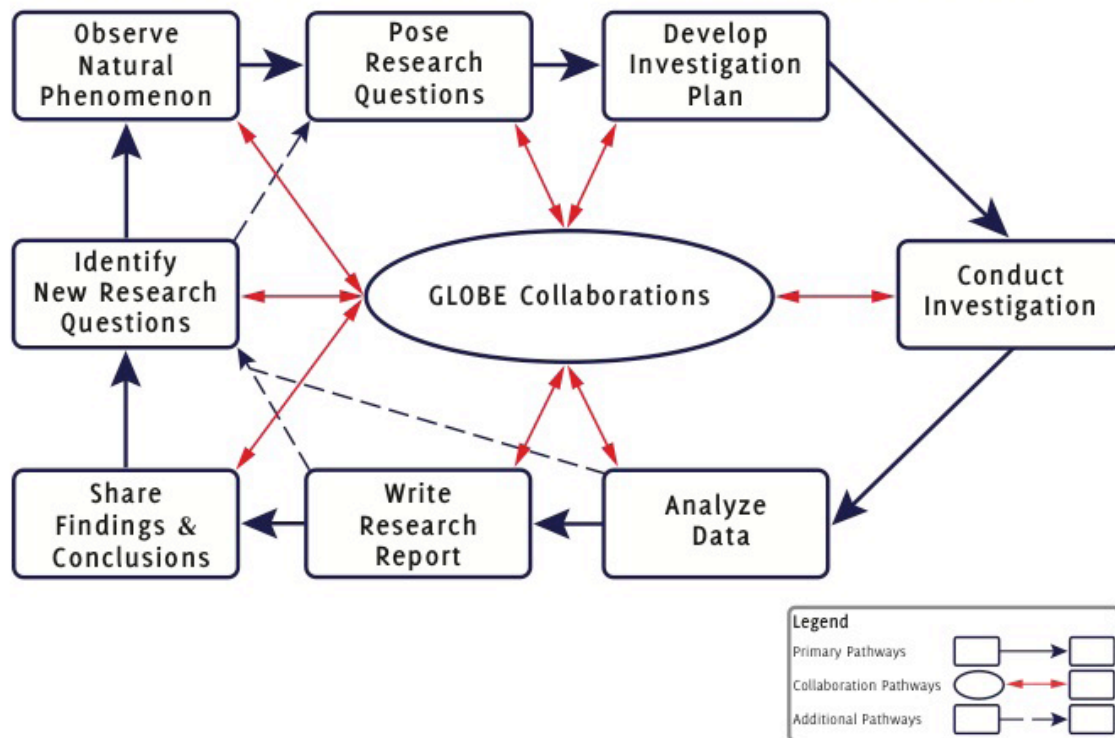 Observe
Natural
Phenomenon
Pose
Research
Questions
Develop
Investigation
Plan
Identify
New Research
Questions
GLOBE Collaborations
Conduct
Investigation
Share
Findings &
Conclusions
Write
Research
Report
Analyze
Data
Legend
Primary Pathways
Collaboration Pathways
Additional Pathways